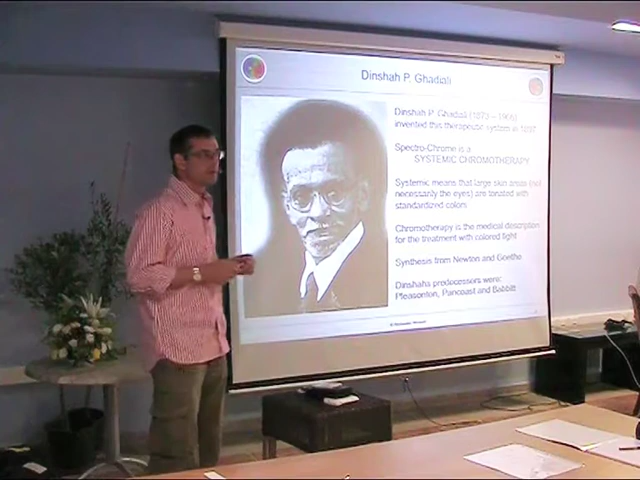 Dinshah P. Ghadiali
Dinshah P. Ghadiali (1873 – 1966)
invented this therapeutic system in 1897
Spectro-Chrome is a
SYSTEMIC CHROMOTHERAPY
Systemic means that large skin areas (not
necessarily the eyes) are tonated with
standardized colors
Chromotherapy is the medical description
for the treatment with colored light
Synthesis from Newton and Goethe
Dinshahs predecessors were:
Pleasonton, Pancoast and Babbitt